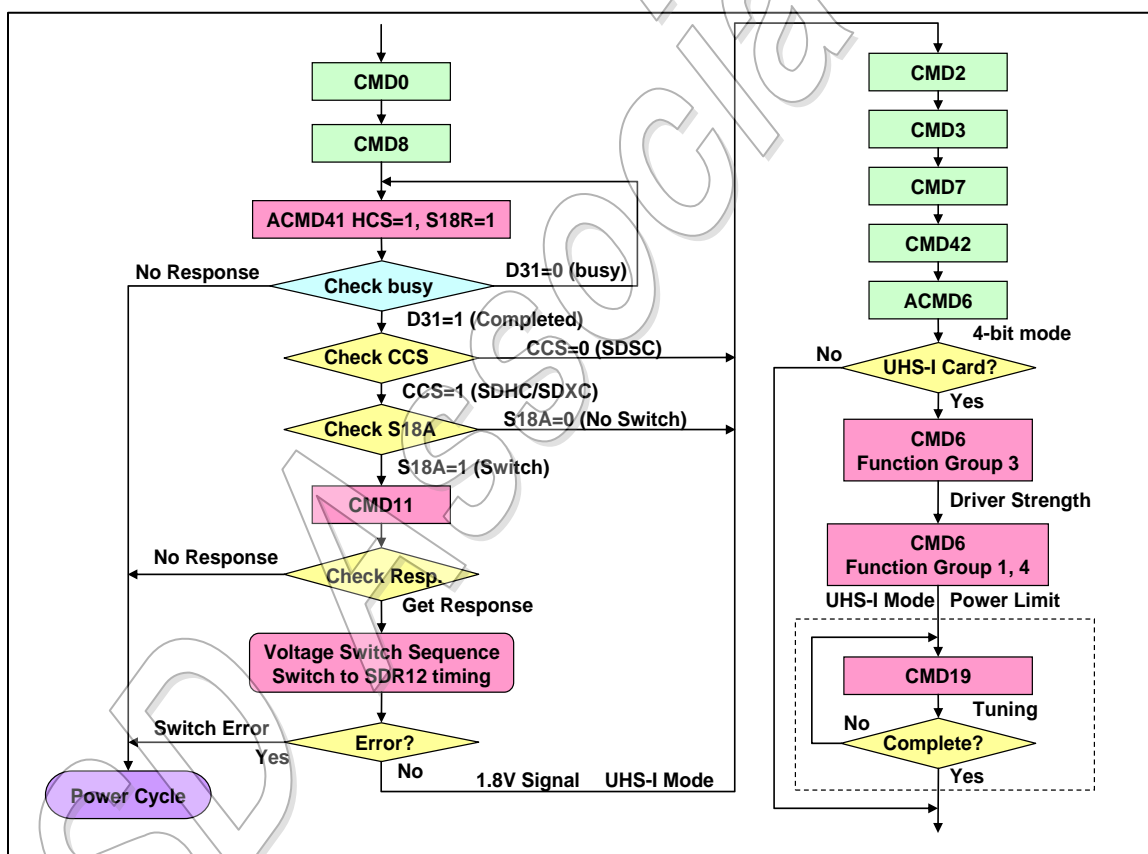 CMD0
CMD8
ACMD41 HCS=1, S18R=1
No Response
Check busy
D31=0 (busy)
D31=1 (Completed)
Check CCS
CCS=0 (SDSC)
CCS=1 (SDHC/SDXC)
Check S18A
S18A=0 (No Switch)
S18A=1 (Switch)
CMD11
No Response
Check Resp.
Get Response
Voltage Switch Sequence
Switch to SDR12 timing
Switch Error
Yes
Error?
No
1.8V Signal UHS-I Mode
Power Cycle
CMD2
CMD3
CMD7
CMD42
ACMD6
4-bit mode
No
UHS-I Card?
Yes
CMD6
Function Group 3
Driver Strength
CMD6
Function Group 1, 4
UHS-I Mode Power Limit
CMD19
Tuning
No
Complete?
Yes